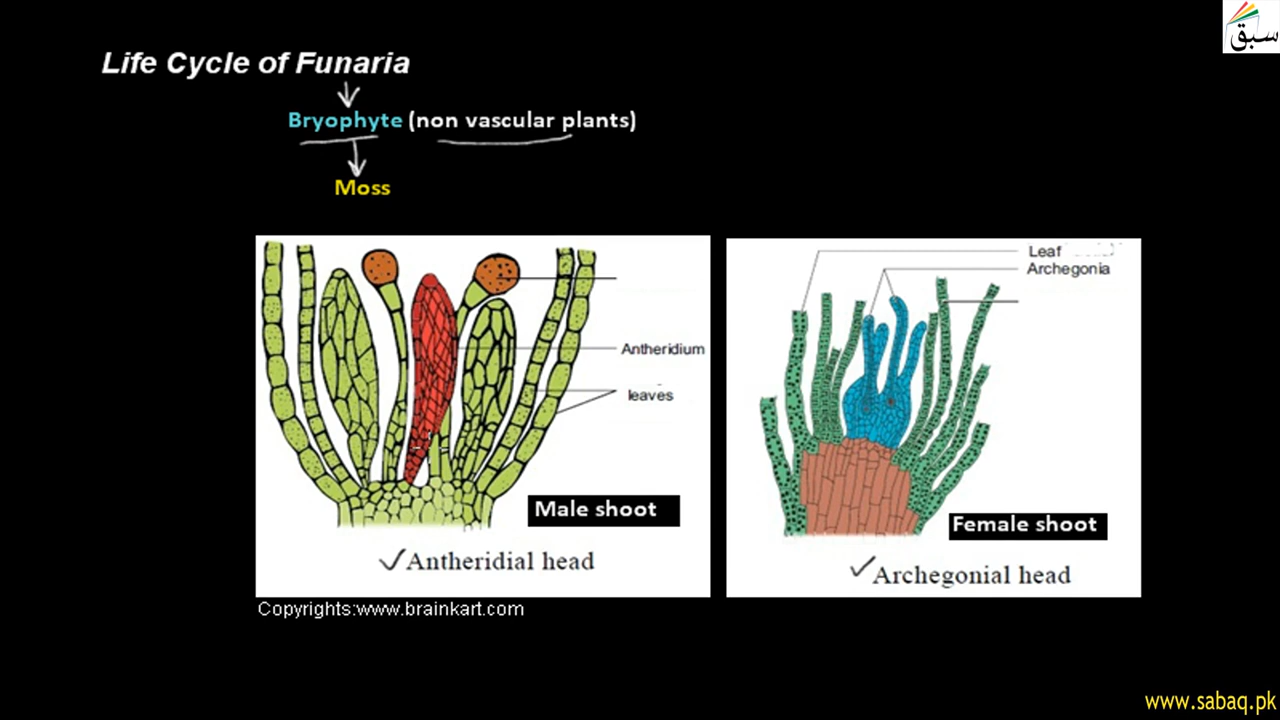 سبق
Life Cycle of Funaria
Bryophyte (non vascular plants)
Moss
Leaf
Archegonia
Antheridium
leaves
Male shoot
Female shoot
Antheridial head
Archegonial head
Copyrights:www.brainkart.com
www.sabaq.pk